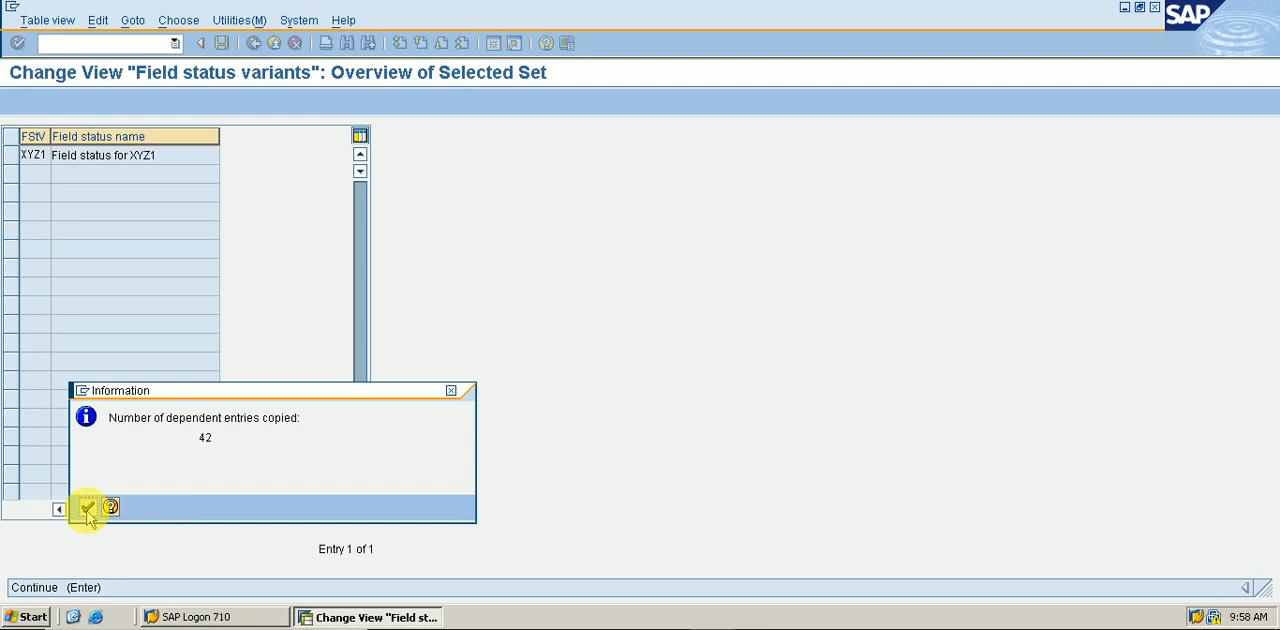 Table view Edit Goto Choose Utilities(M) System Help
SAP
Change View "Field status variants": Overview of Selected Set
FStV Field status name
XYZ1 Field status for XYZ1
Information
Number of dependent entries copied:
42
Entry 1 of 1
Continue (Enter)
Start SAP Logon 710 Change View "Field st... 9:58 AM